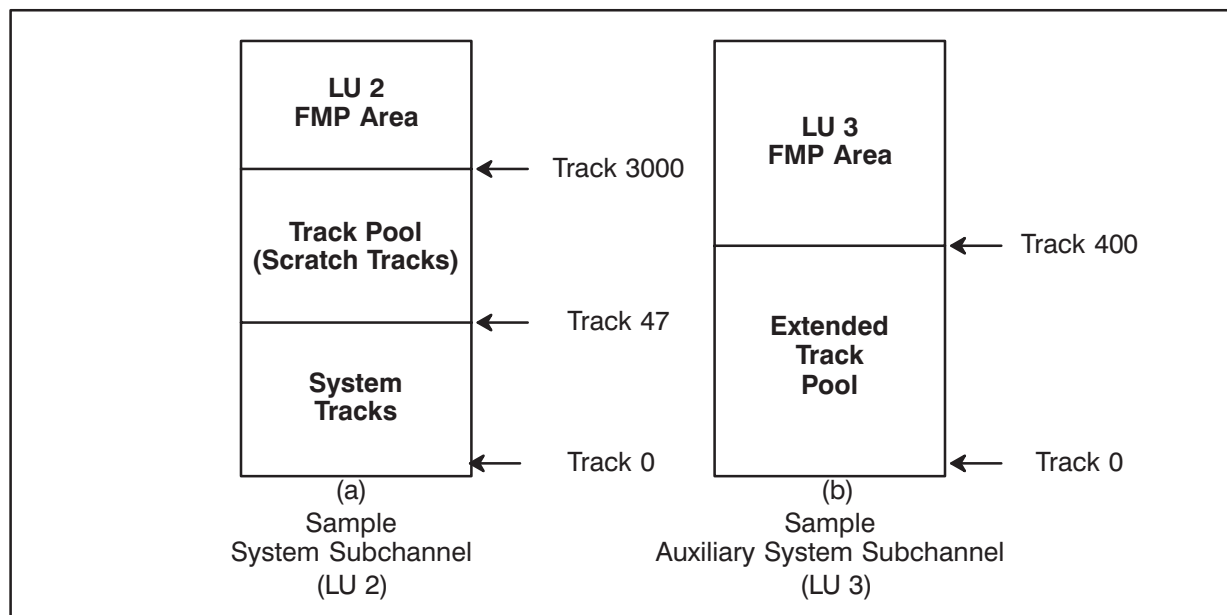 LU 2
FMP Area
Track 3000
Track Pool
(Scratch Tracks)
Track 47
System
Tracks
Track 0
(a)
Sample
System Subchannel
(LU 2)
LU 3
FMP Area
Track 400
Extended
Track
Pool
Track 0
(b)
Sample
Auxiliary System Subchannel
(LU 3)